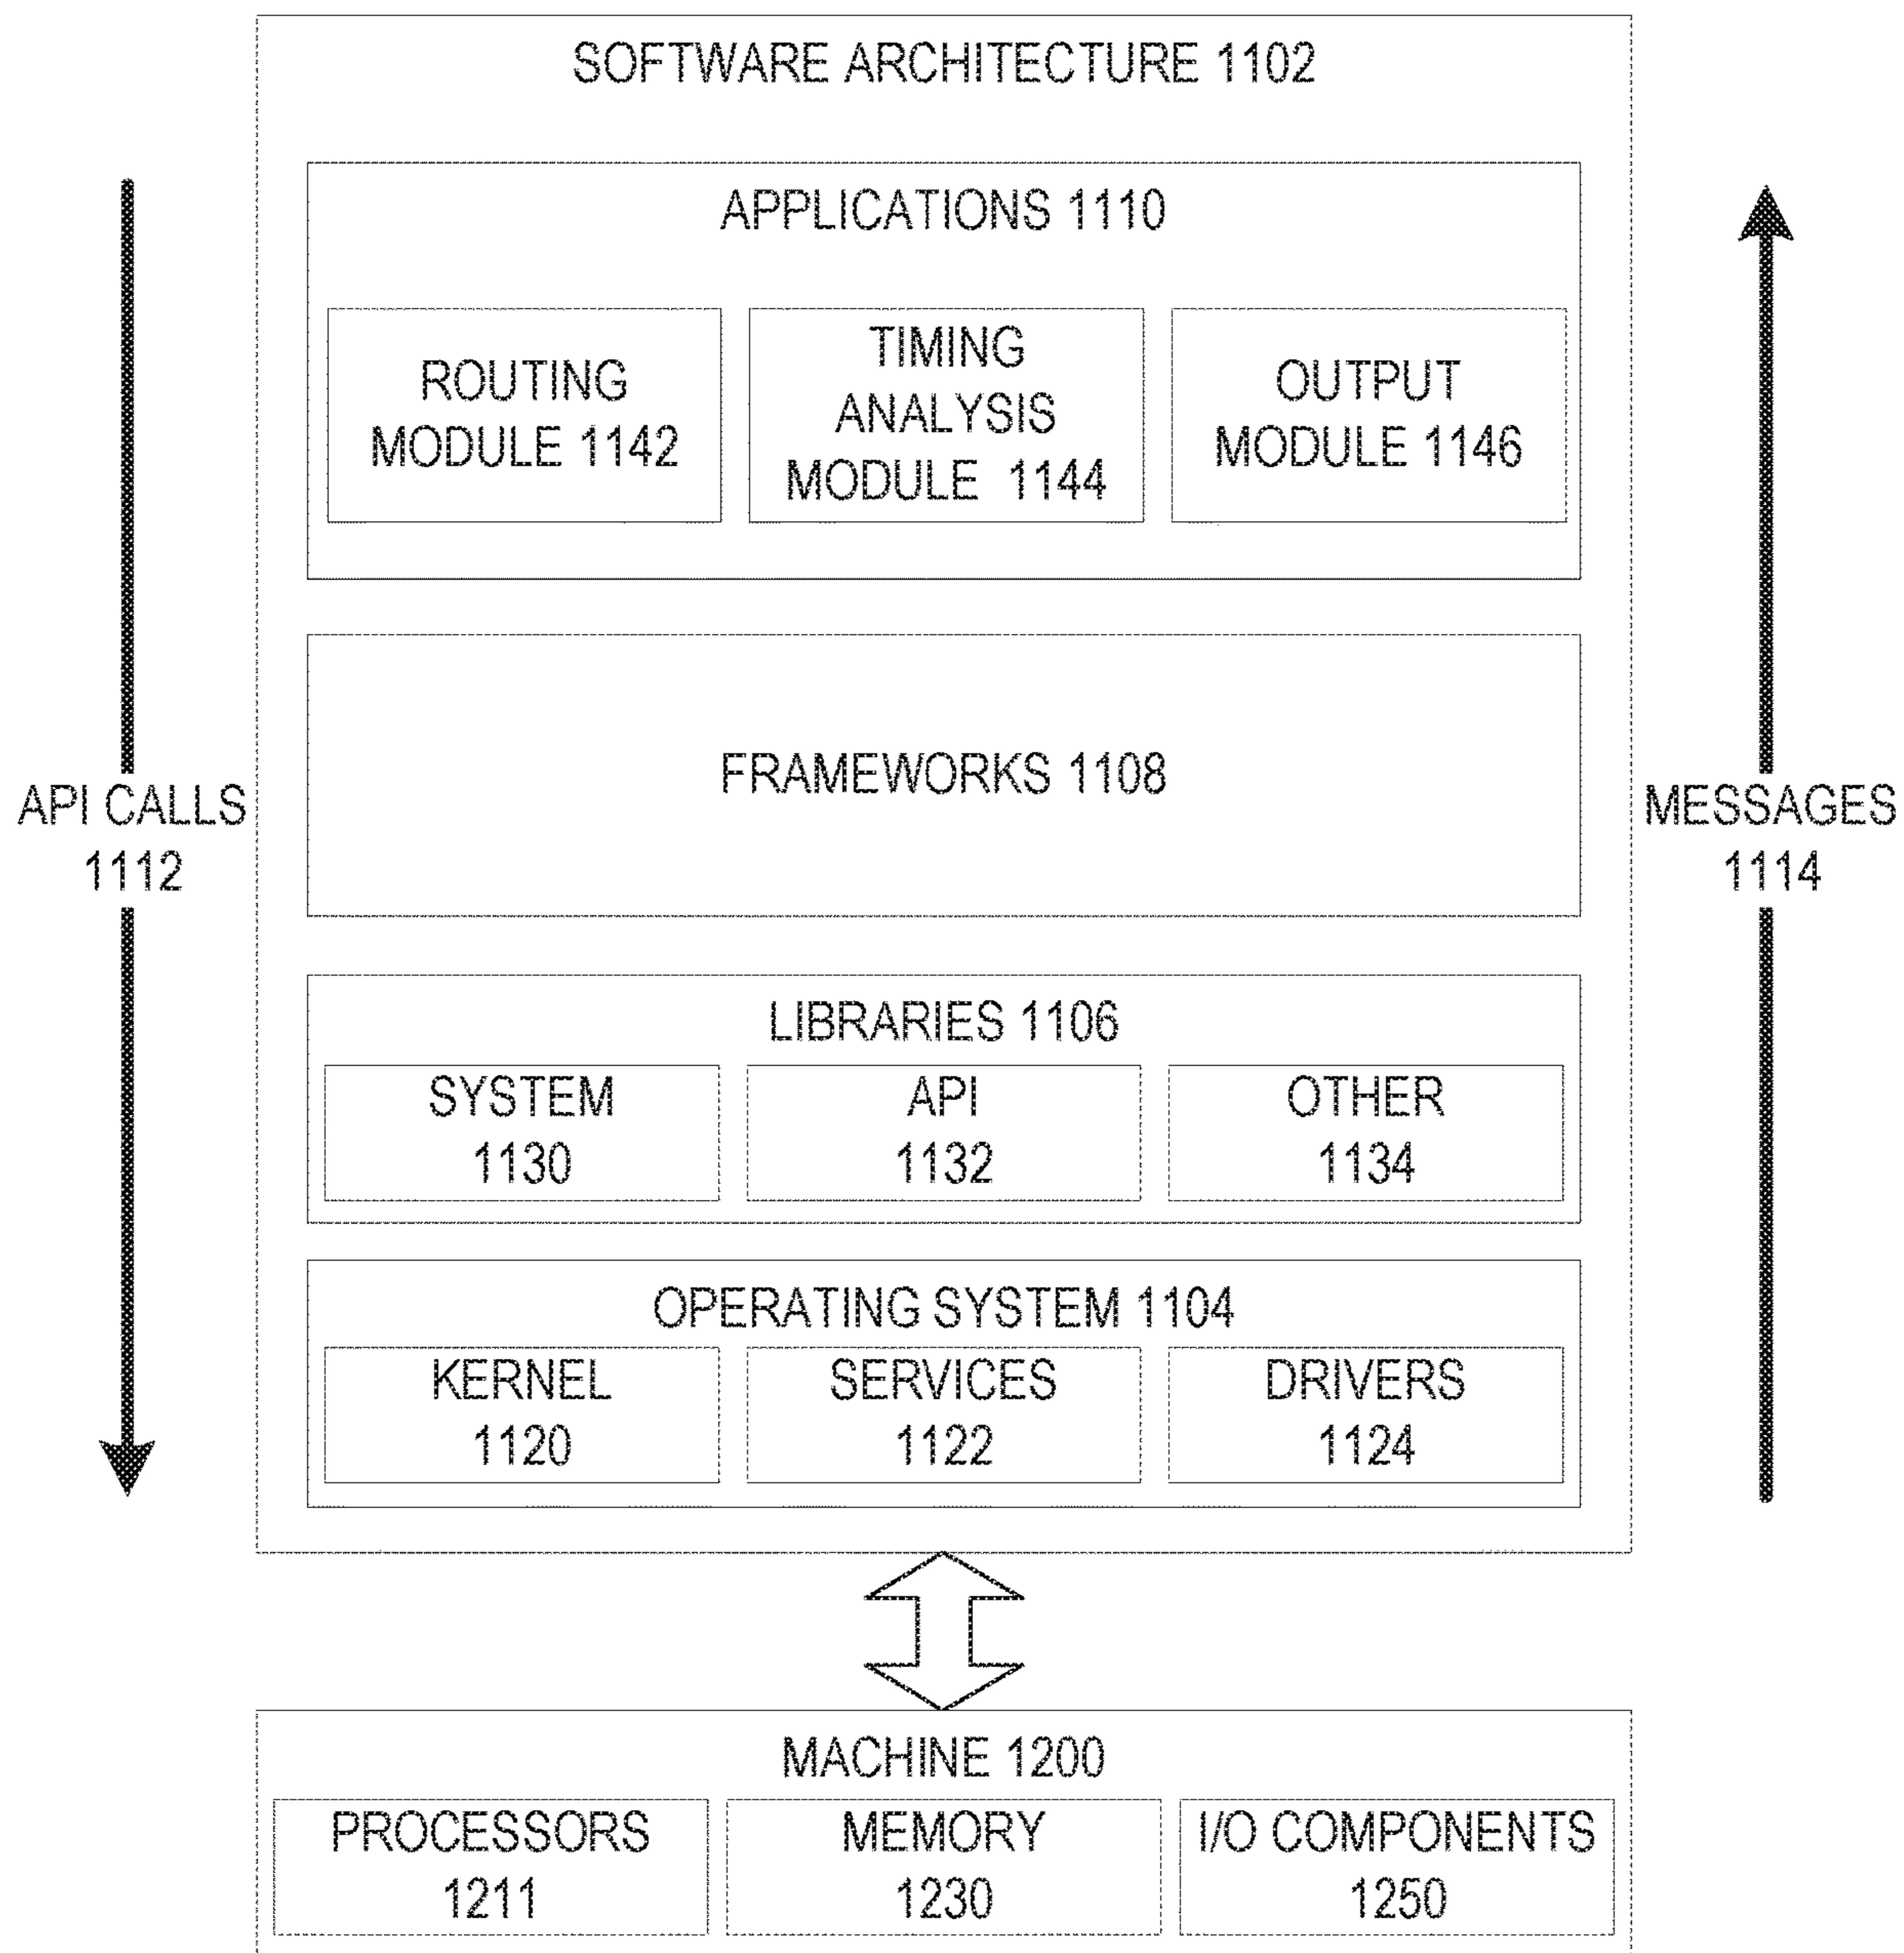 SOFTWARE ARCHITECTURE 1102
APPLICATIONS 1110
ROUTING
MODULE 1142
TIMING
ANALYSIS
MODULE 1144
OUTPUT
MODULE 1146
FRAMEWORKS 1108
API CALLS
1112
MESSAGES
1114
LIBRARIES 1106
SYSTEM
1130
API
1132
OTHER
1134
OPERATING SYSTEM 1104
KERNEL
1120
SERVICES
1122
DRIVERS
1124
MACHINE 1200
PROCESSORS
1211
MEMORY
1230
I/O COMPONENTS
1250